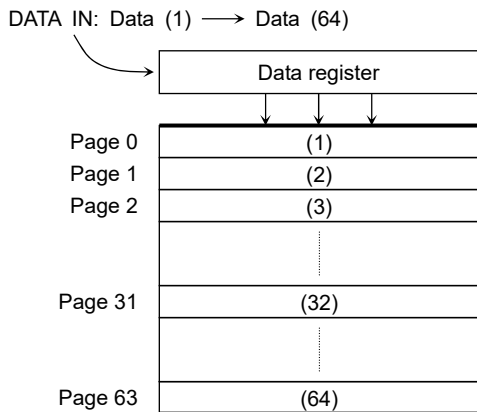 DATA IN: Data (1) ⟶ Data (64)
Data register
Page 0 (1)
Page 1 (2)
Page 2 (3)
Page 31 (32)
Page 63 (64)